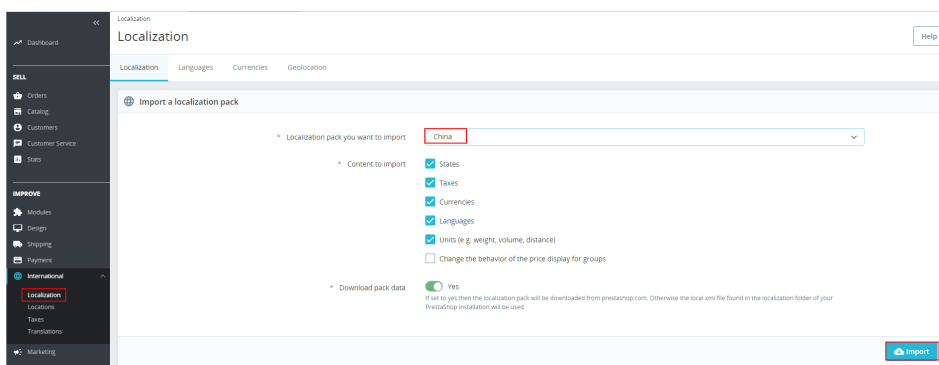 Localization
Localization
Help
Dashboard
Localization Languages Currencies Geolocation
SELL
Orders
Catalog
Customers
Customer Service
Stats
IMPROVE
Modules
Design
Shipping
Payment
International
Localization
Locations
Taxes
Translations
Marketing
Import a localization pack
* Localization pack you want to import China
* Content to import States
Taxes
Currencies
Languages
Units (e.g. weight, volume, distance)
Change the behavior of the price display for groups
* Download pack data Yes
If set to yes then the localization pack will be downloaded from prestashop.com. Otherwise the local xml file found in the localization folder of your
PrestaShop installation will be used.
Import